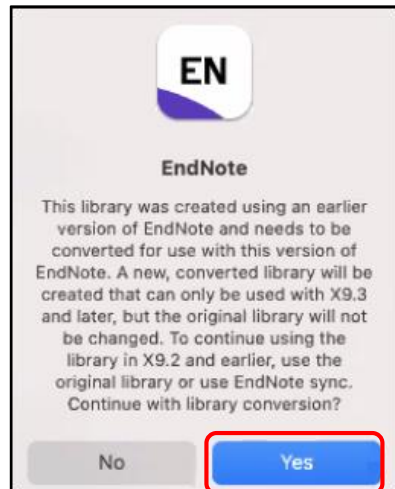 EN
EndNote
This library was created using an earlier
version of EndNote and needs to be
converted for use with this version of
EndNote. A new, converted library will be
created that can only be used with X9.3
and later, but the original library will not
be changed. To continue using the
library in X9.2 and earlier, use the
original library or use EndNote sync.
Continue with library conversion?
No Yes